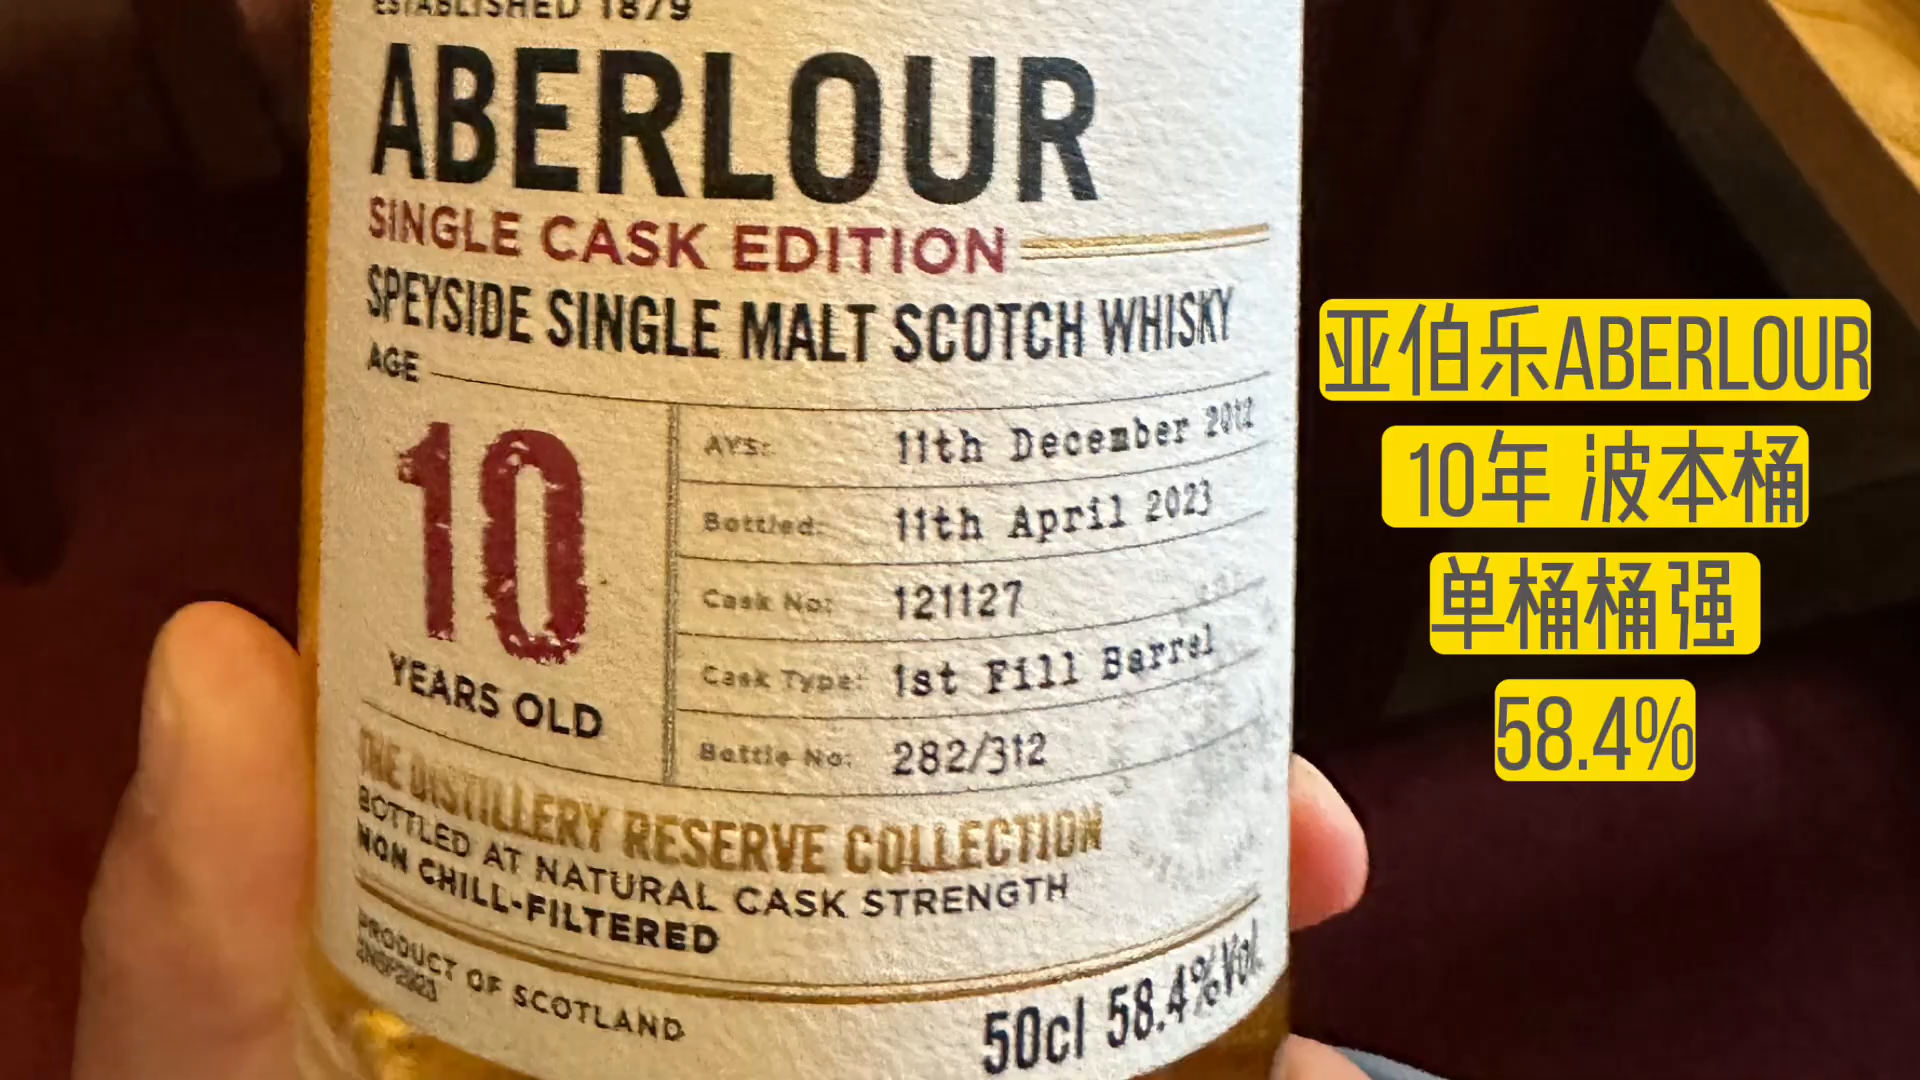 ESTABLISHED 1879
ABERLOUR
SINGLE CASK EDITION
SPEYSIDE SINGLE MALT SCOTCH WHISKY
AGE
10
YEARS OLD
AYS: 11th December 2012
Bottled: 11th April 2023
Cask No: 121127
Cask Type: 1st Fill Barrel
Bottle No: 282/312
THE DISTILLERY RESERVE COLLECTION
BOTTLED AT NATURAL CASK STRENGTH
NON CHILL-FILTERED
PRODUCT OF SCOTLAND
50cl 58.4%Vol.
亚伯乐ABERLOUR
10年 波本桶
单桶桶强
58.4%